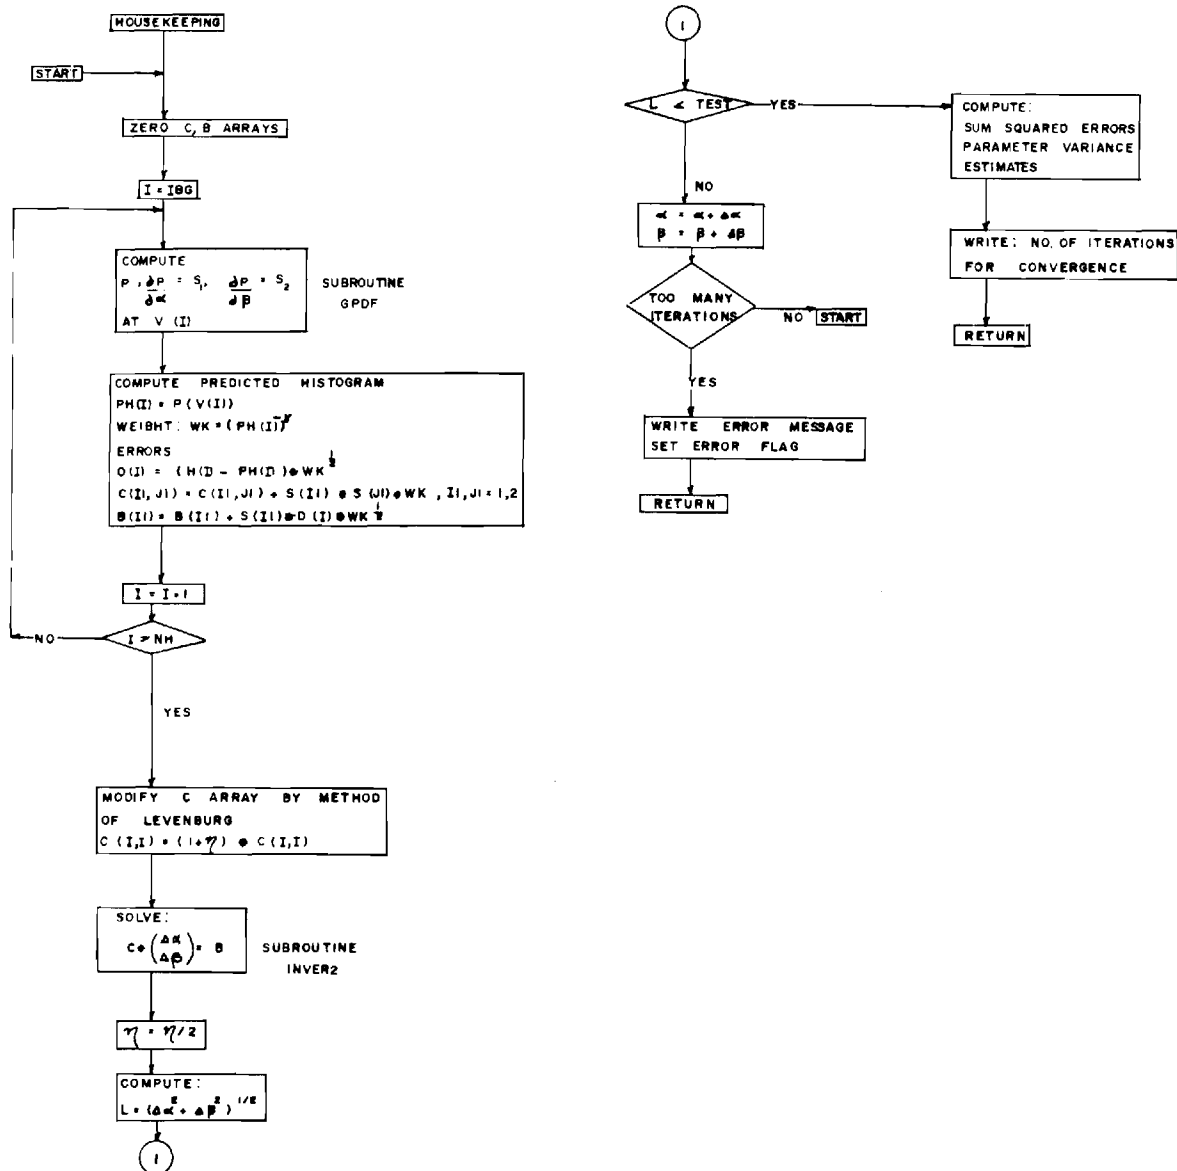 HOUSEKEEPING
START
ZERO C, B ARRAYS
I = IBG
COMPUTE
P, ∂P/∂α = S₁, ∂P/∂β = S₂
AT V (I)
SUBROUTINE
GPDF
COMPUTE PREDICTED HISTOGRAM
PH(I) = P(V(I))
WEIBHT: WK = (PH(I))
ERRORS
D(I) = (H(I) - PH(I)) * WK^½
C(I1,J1) = C(I1,J1) + S(I1) * S(J1) * WK , I1,J1 = 1,2
B(I1) = B(I1) + S(I1) * D(I) * WK^½
I = I + 1
I > NH
NO
YES
MODIFY C ARRAY BY METHOD
OF LEVENBURG
C (I,I) = (1+η) * C(I,I)
SOLVE:
C * (Δα Δβ) = B
SUBROUTINE
INVER2
η = η/2
COMPUTE:
L = (Δα² + Δβ²)^1/2
1
1
L < TEST
YES
NO
COMPUTE:
SUM SQUARED ERRORS
PARAMETER VARIANCE
ESTIMATES
WRITE: NO. OF ITERATIONS
FOR CONVERGENCE
RETURN
α = α + Δα
β = β + Δβ
TOO MANY
ITERATIONS
NO
START
YES
WRITE ERROR MESSAGE
SET ERROR FLAG
RETURN